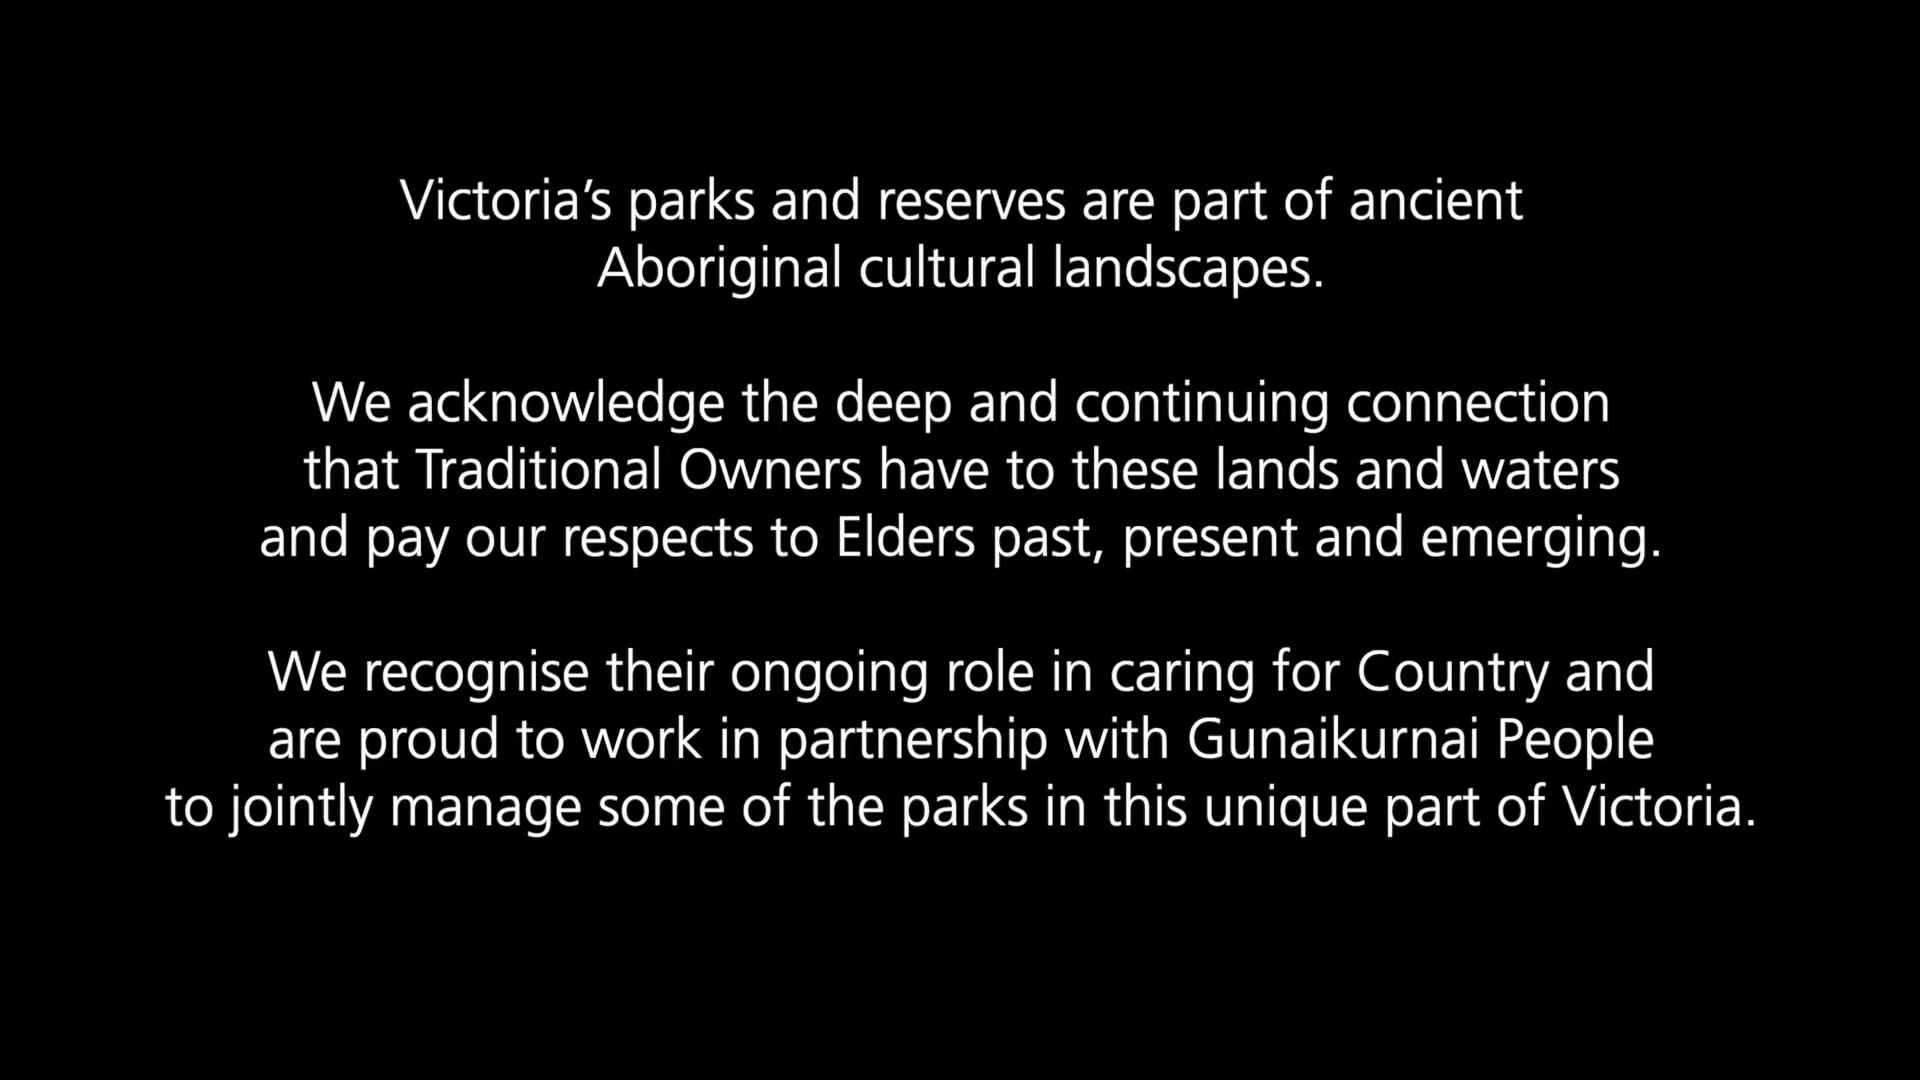 Victoria’s parks and reserves are part of ancient
Aboriginal cultural landscapes.
We acknowledge the deep and continuing connection
that Traditional Owners have to these lands and waters
and pay our respects to Elders past, present and emerging.
We recognise their ongoing role in caring for Country and
are proud to work in partnership with Gunaikurnai People
to jointly manage some of the parks in this unique part of Victoria.